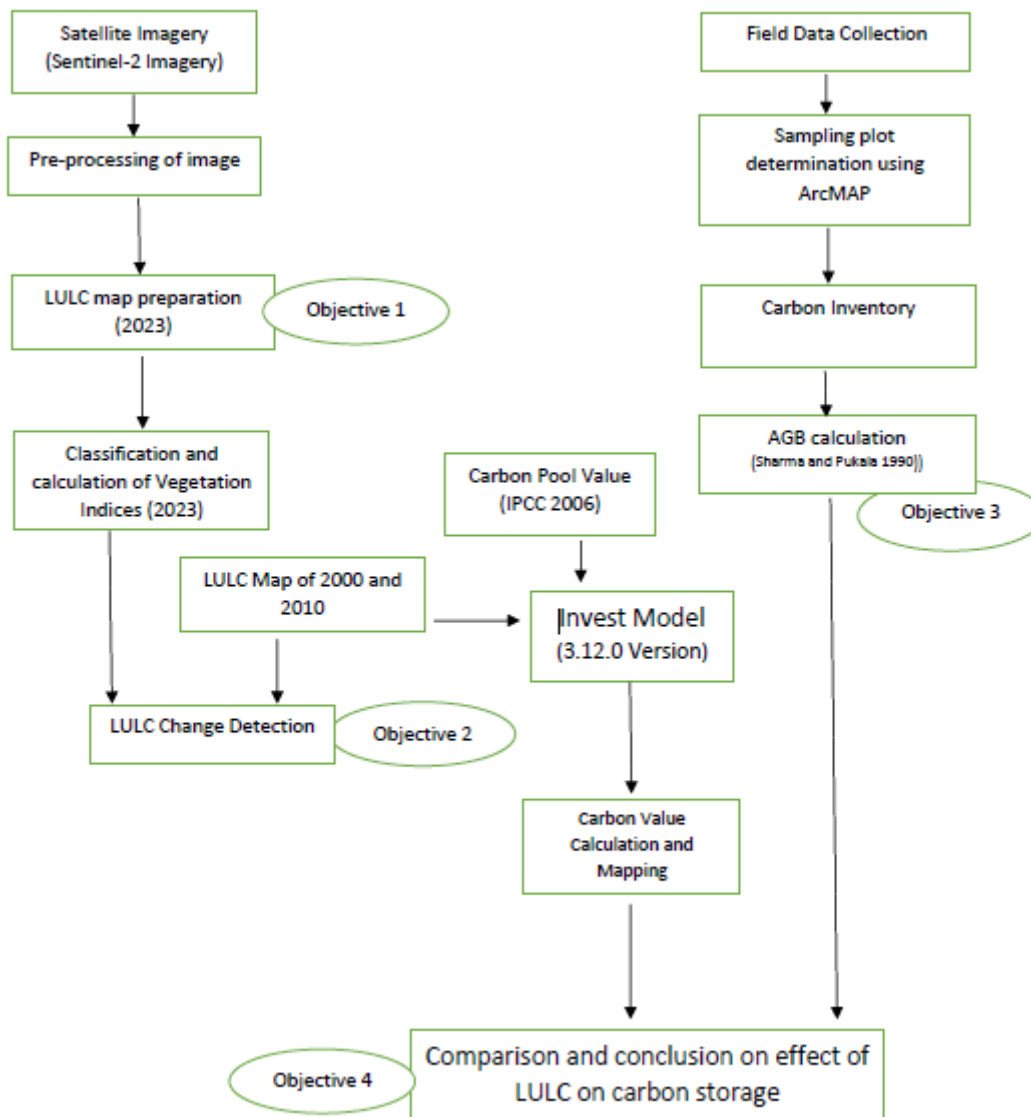 Satellite Imagery
(Sentinel-2 Imagery)
Field Data Collection
Pre-processing of image
Sampling plot
determination using
ArcMAP
LULC map preparation
(2023)
Objective 1
Carbon Inventory
Classification and
calculation of Vegetation
Indices (2023)
Carbon Pool Value
(IPCC 2006)
AGB calculation
(Sharma and Pukala 1990))
Objective 3
LULC Map of 2000 and
2010
Invest Model
(3.12.0 Version)
LULC Change Detection
Objective 2
Carbon Value
Calculation and
Mapping
Objective 4
Comparison and conclusion on effect of
LULC on carbon storage